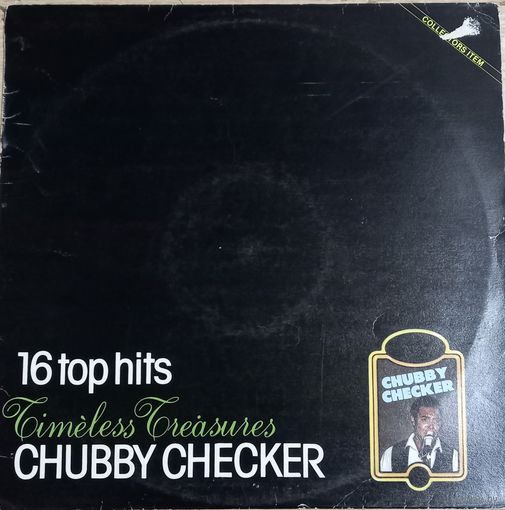 COLLECTORS ITEM
16 top hits
Timeless Treasures
CHUBBY CHECKER
CHUBBY
CHECKER